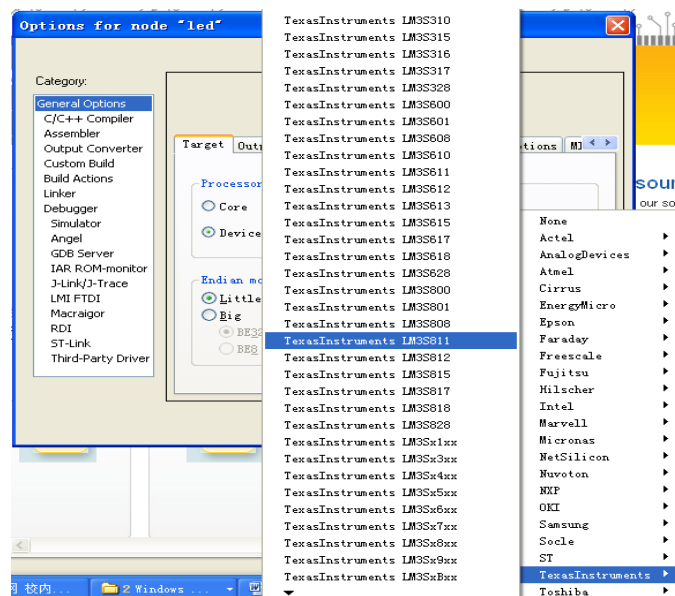 Options for node "led"
Category:
General Options
C/C++ Compiler
Assembler
Output Converter
Custom Build
Build Actions
Linker
Debugger
Simulator
Angel
GDB Server
IAR ROM-monitor
J-Link/J-Trace
LMI FTDI
Macraigor
RDI
ST-Link
Third-Party Driver
Target
Processor
Core
Device
Endian
Little
Big
BE32
BE8
TexasInstruments LM3S310
TexasInstruments LM3S315
TexasInstruments LM3S316
TexasInstruments LM3S317
TexasInstruments LM3S328
TexasInstruments LM3S600
TexasInstruments LM3S601
TexasInstruments LM3S608
TexasInstruments LM3S610
TexasInstruments LM3S611
TexasInstruments LM3S612
TexasInstruments LM3S613
TexasInstruments LM3S615
TexasInstruments LM3S617
TexasInstruments LM3S618
TexasInstruments LM3S628
TexasInstruments LM3S800
TexasInstruments LM3S801
TexasInstruments LM3S808
TexasInstruments LM3S811
TexasInstruments LM3S812
TexasInstruments LM3S815
TexasInstruments LM3S817
TexasInstruments LM3S818
TexasInstruments LM3S828
TexasInstruments LM3Sx1xx
TexasInstruments LM3Sx3xx
TexasInstruments LM3Sx4xx
TexasInstruments LM3Sx5xx
TexasInstruments LM3Sx6xx
TexasInstruments LM3Sx7xx
TexasInstruments LM3Sx8xx
TexasInstruments LM3Sx9xx
TexasInstruments LM3SxBxx
None
Actel
AnalogDevices
Atmel
Cirrus
EnergyMicro
Epson
Faraday
Freescale
Fujitsu
Hilscher
Intel
Marvell
Micronas
NetSilicon
Nuvoton
NXP
OKI
Samsung
Socle
ST
TexasInstruments
Toshiba
校内...
2 Windows ...